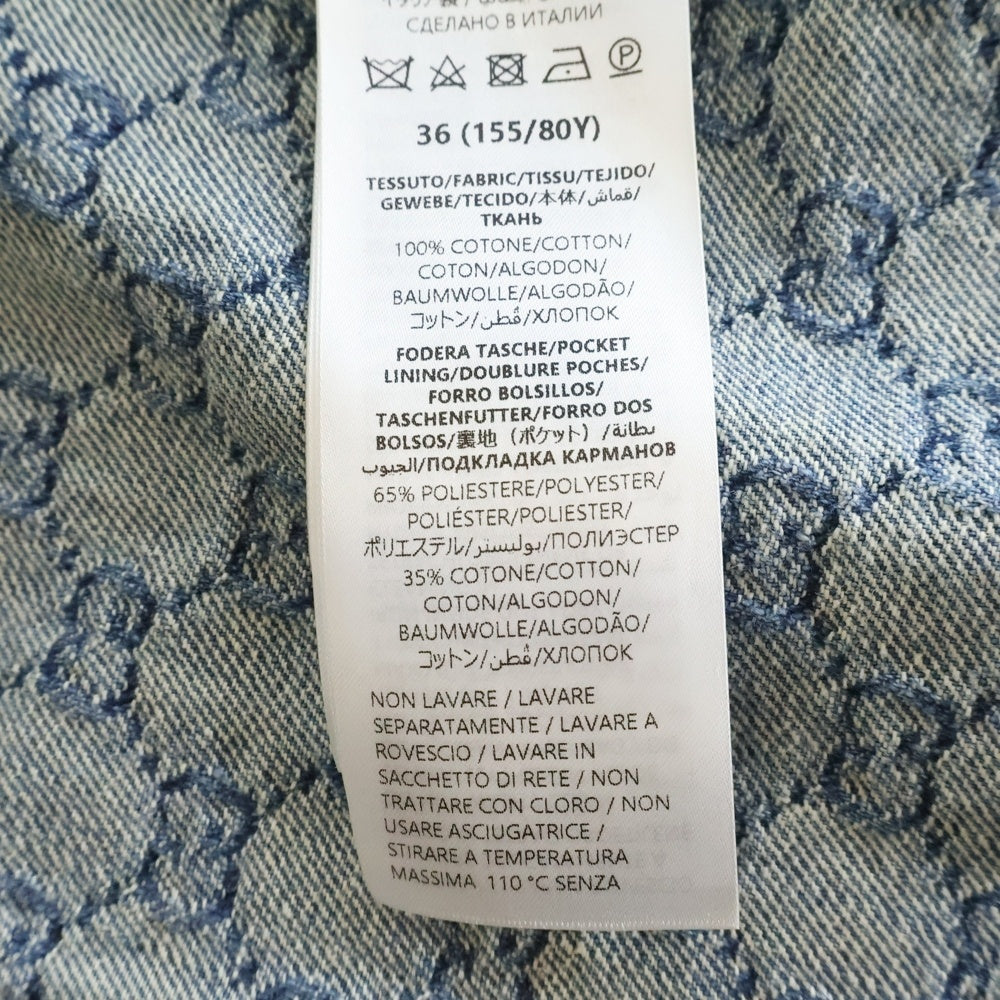 СДЕЛАНО В ИТАЛИИ
P
36 (155/80Y)
TESSUTO/FABRIC/TISSU/TEJIDO/
GEWEBE/TECIDO/本体/قماش/
ТКАНЬ
100% COTONE/COTTON/
COTON/ALGODON/
BAUMWOLLE/ALGODÃO/
コットン/قُطن/ХЛОПОК
FODERA TASCHE/POCKET
LINING/DOUBLURE POCHES/
FORRO BOLSILLOS/
TASCHENFUTTER/FORRO DOS
BOLSOS/裏地（ポケット）/بطانة
الجيوب/ПОДКЛАДКА КАРМАНОВ
65% POLIESTERE/POLYESTER/
POLIÉSTER/POLIESTER/
ポリエステル/بوليستر/ПОЛИЭСТЕР
35% COTONE/COTTON/
COTON/ALGODON/
BAUMWOLLE/ALGODÃO/
コットン/قُطن/ХЛОПОК
NON LAVARE / LAVARE
SEPARATAMENTE / LAVARE A
ROVESCIO / LAVARE IN
SACCHETTO DI RETE / NON
TRATTARE CON CLORO / NON
USARE ASCIUGATRICE /
STIRARE A TEMPERATURA
MASSIMA 110 °C SENZA